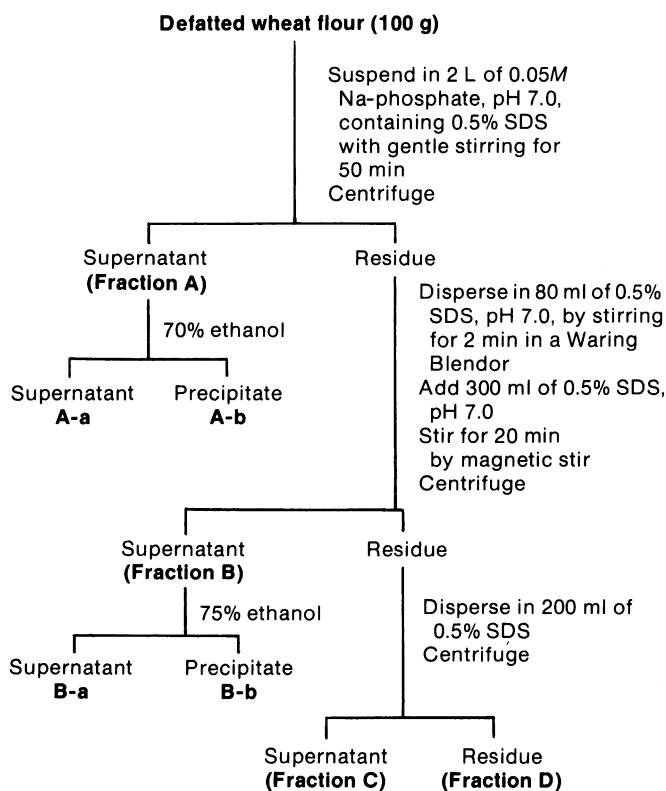 Defatted wheat flour (100 g)
Suspend in 2 L of 0.05M
Na-phosphate, pH 7.0,
containing 0.5% SDS
with gentle stirring for
50 min
Centrifuge
Supernatant
(Fraction A)
Residue
70% ethanol
Supernatant
A-a
Precipitate
A-b
Disperse in 80 ml of 0.5%
SDS, pH 7.0, by stirring
for 2 min in a Waring
Blendor
Add 300 ml of 0.5% SDS,
pH 7.0
Stir for 20 min
by magnetic stir
Centrifuge
Supernatant
(Fraction B)
Residue
75% ethanol
Supernatant
B-a
Precipitate
B-b
Disperse in 200 ml of
0.5% SDS
Centrifuge
Supernatant
(Fraction C)
Residue
(Fraction D)